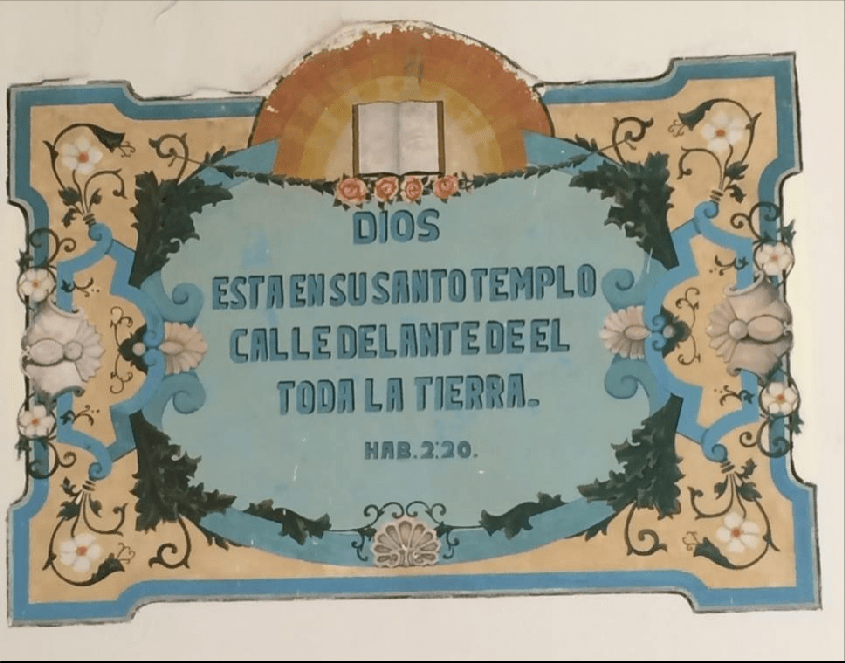 DIOS
ESTA EN SU SANTO TEMPLO
CALLE DELANTE DE EL
TODA LA TIERRA.
HAB. 2:20.